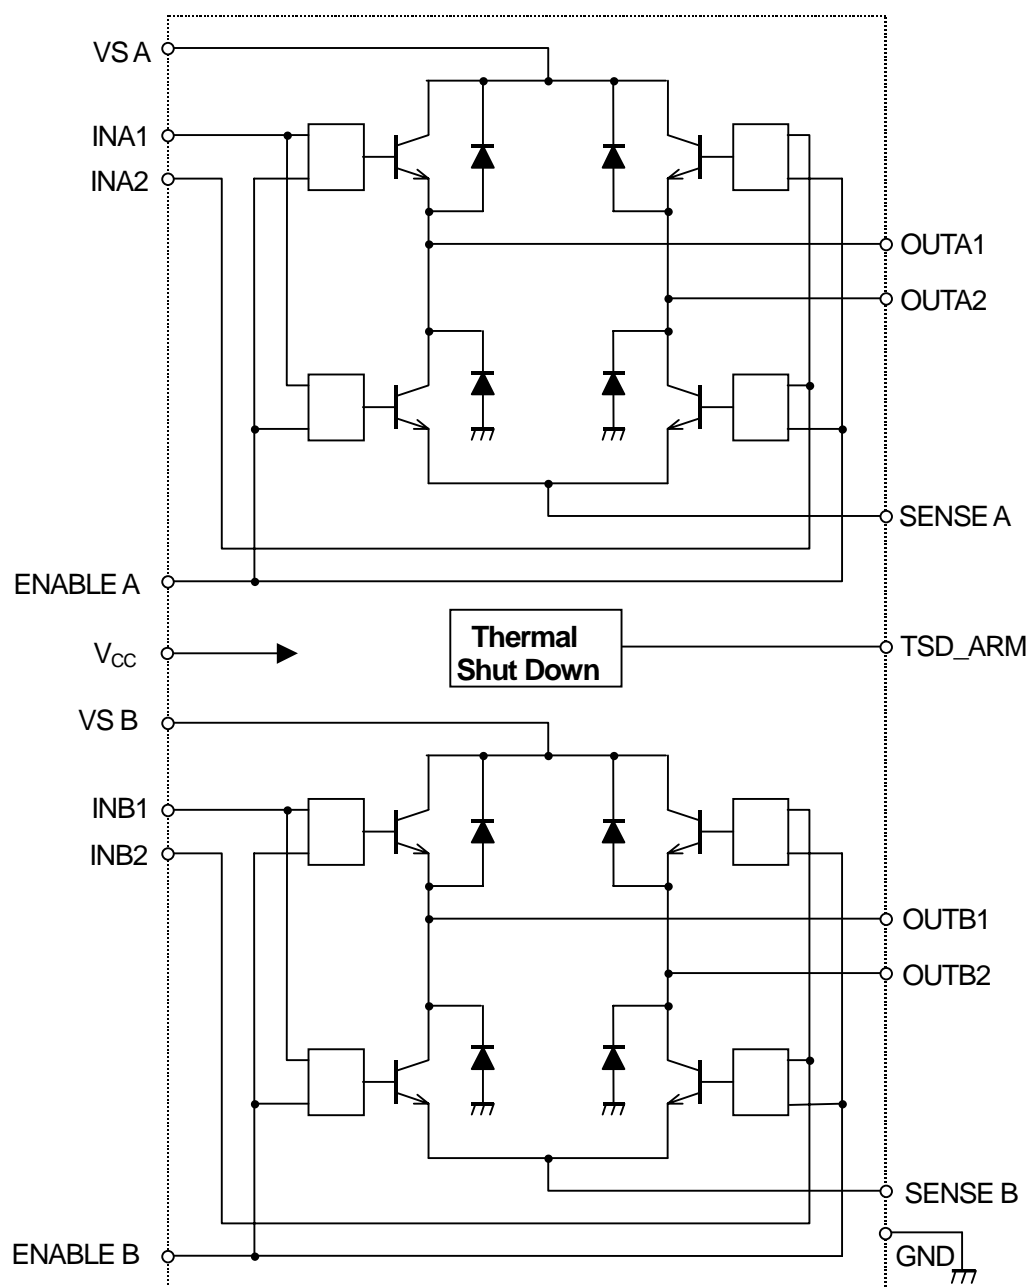 VS A
INA1
INA2
OUTA1
OUTA2
SENSE A
ENABLE A
Thermal
Shut Down
TSD_ARM
VCC
VS B
INB1
INB2
OUTB1
OUTB2
SENSE B
ENABLE B
GND